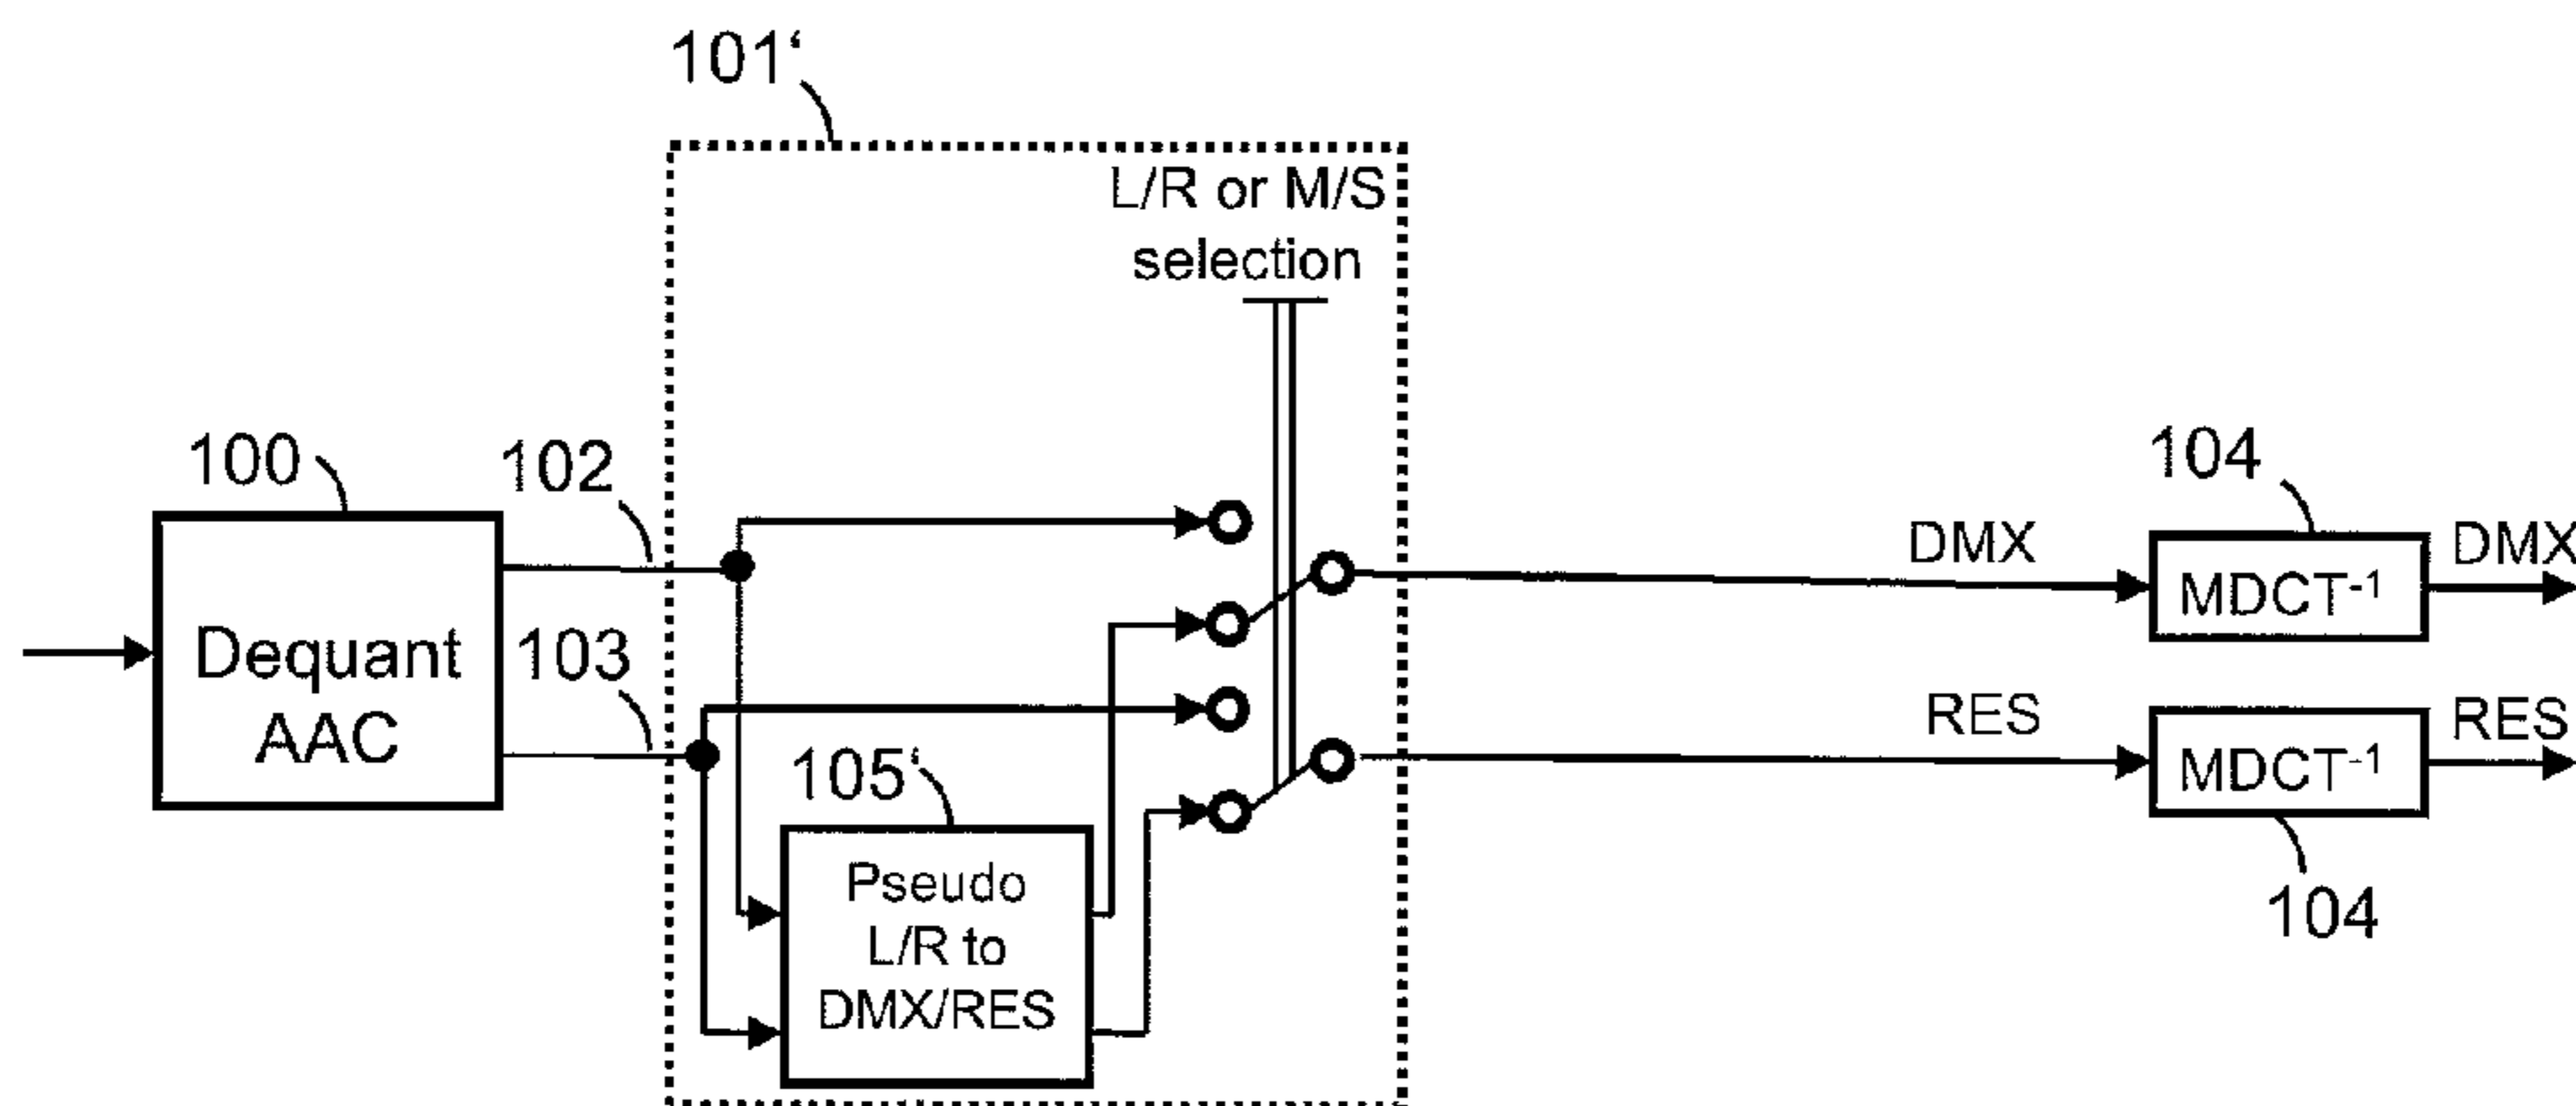 101‘
L/R or M/S
selection
100
102
104
DMX
DMX
MDCT-1
Dequant
AAC
103
RES
RES
MDCT-1
105‘
Pseudo
L/R to
DMX/RES
104